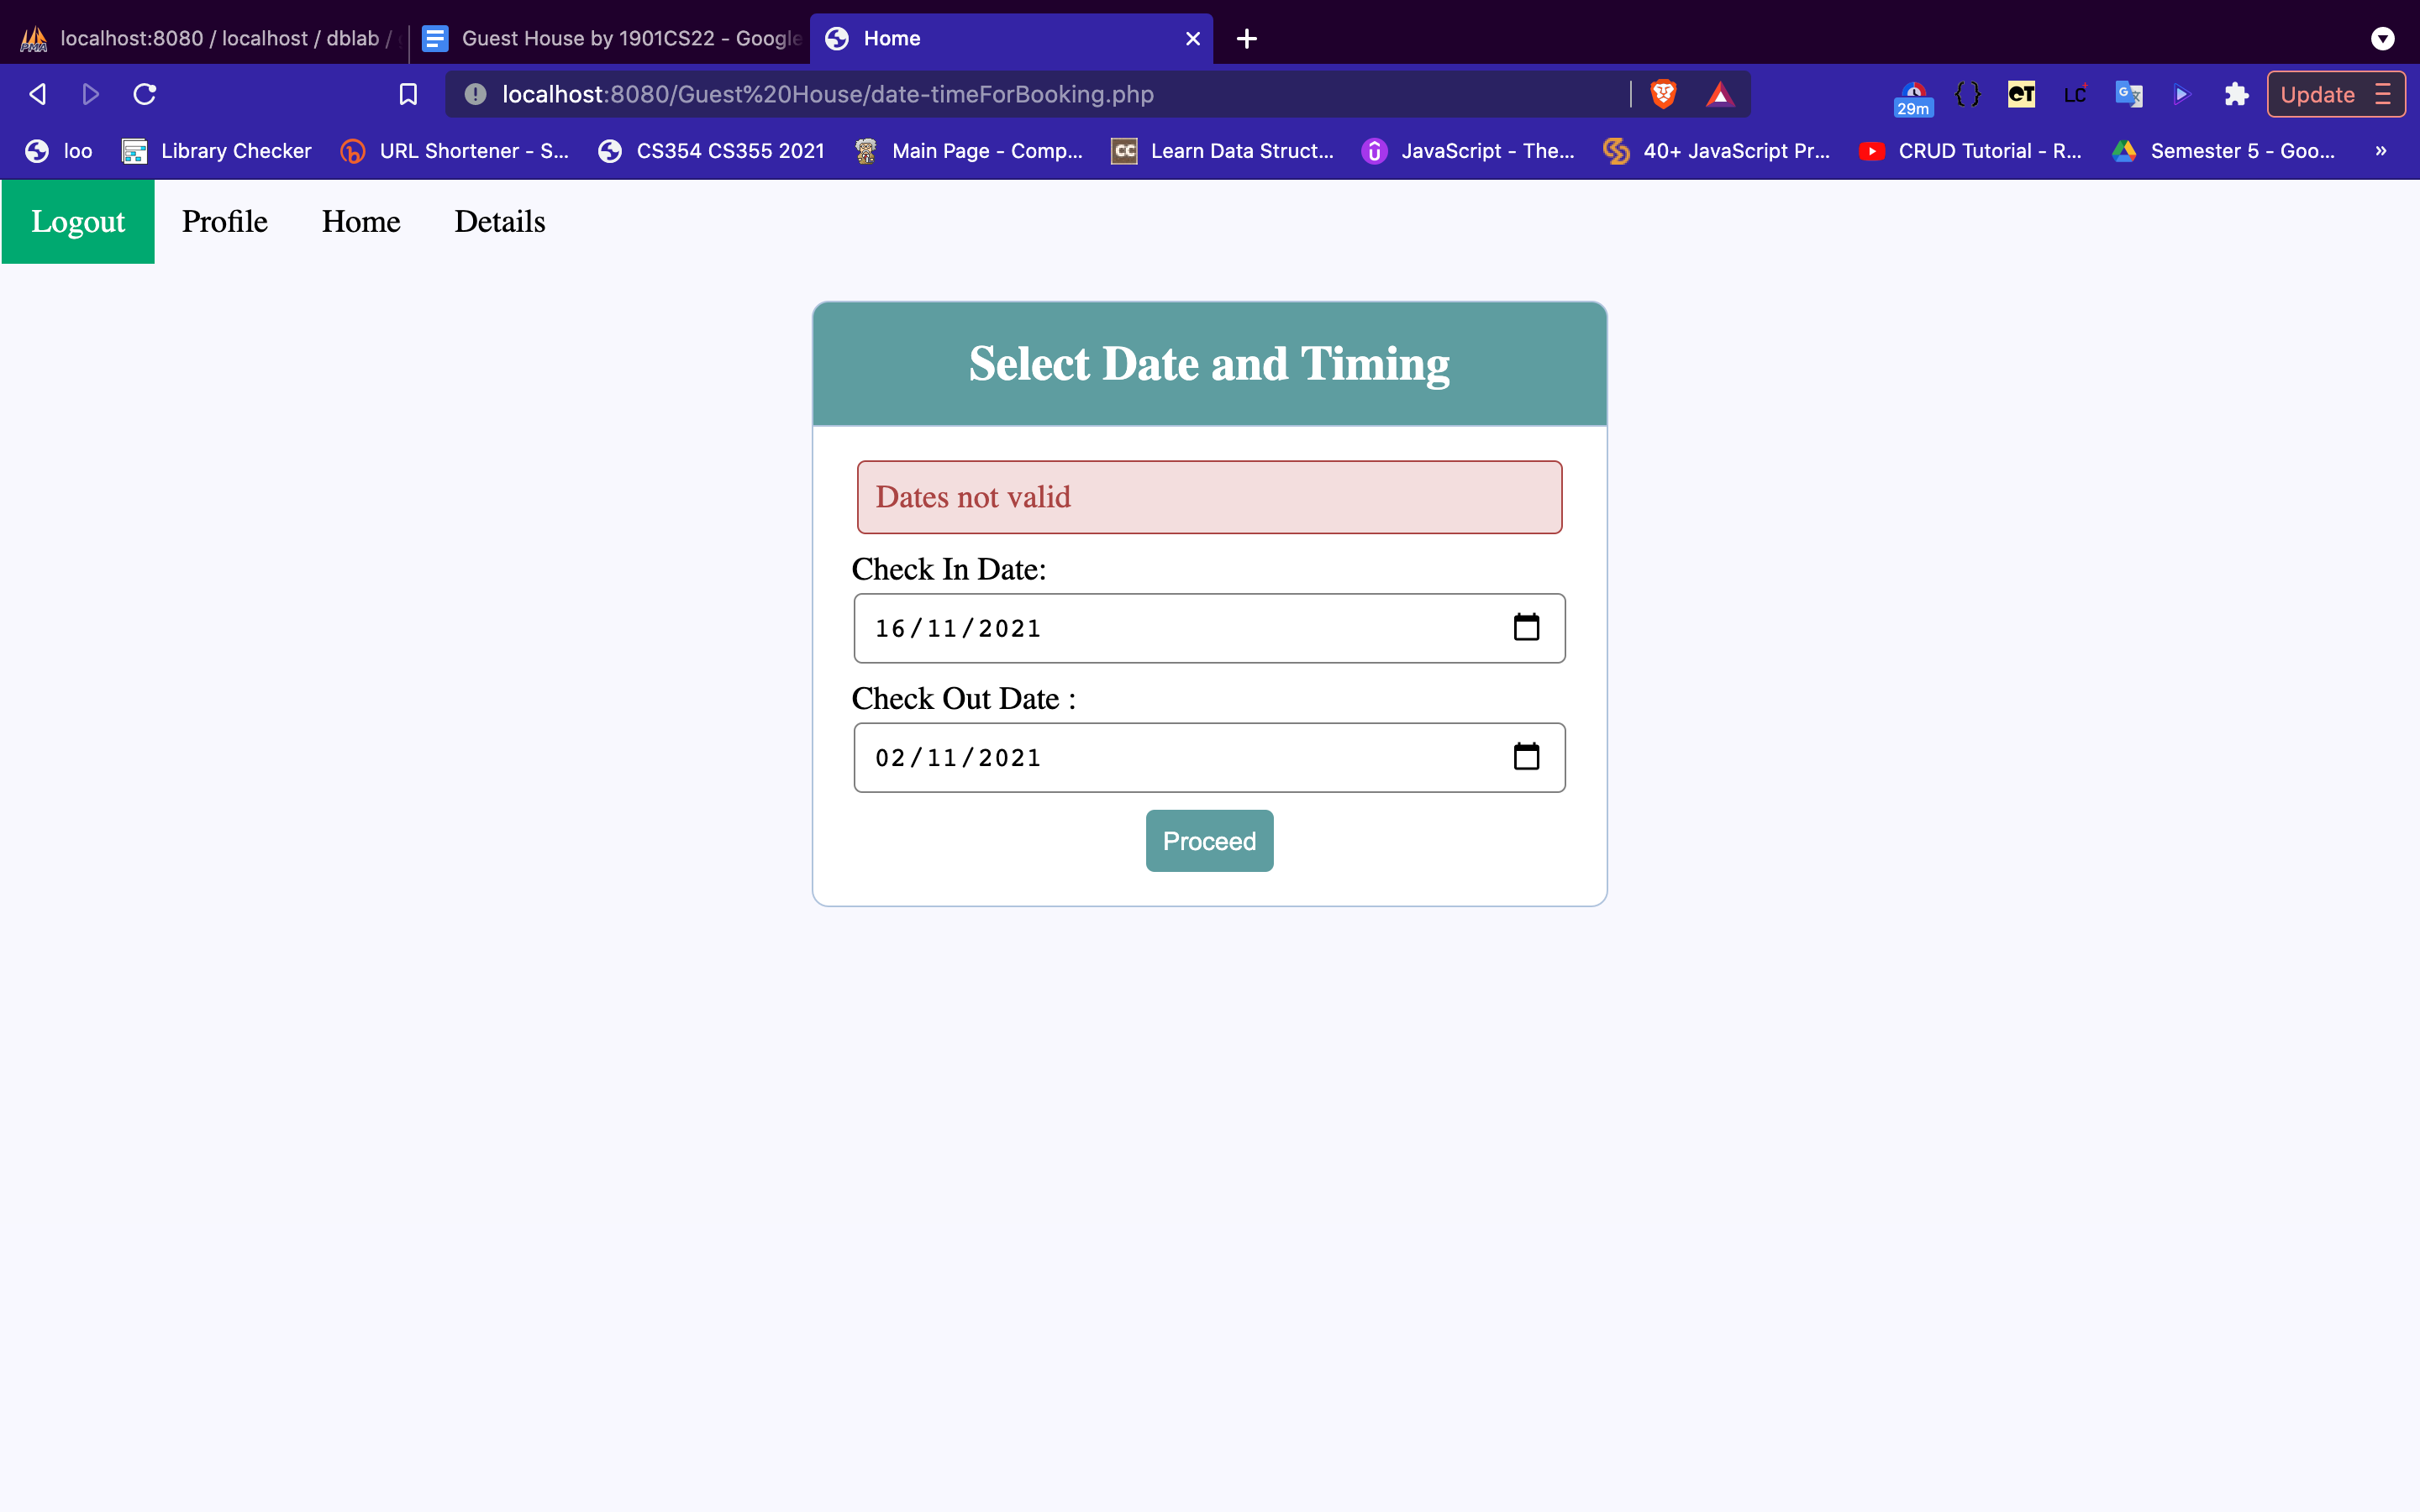 localhost:8080 / localhost / dblab /
Guest House by 1901CS22 - Google
Home
localhost:8080/Guest%20House/date-timeForBooking.php
29m
CT
LC
Update
loo
Library Checker
URL Shortener - S...
CS354 CS355 2021
Main Page - Comp...
CC
Learn Data Struct...
JavaScript - The...
40+ JavaScript Pr...
CRUD Tutorial - R...
Semester 5 - Goo...
»
Logout
Profile
Home
Details
Select Date and Timing
Dates not valid
Check In Date:
16/11/2021
Check Out Date :
02/11/2021
Proceed